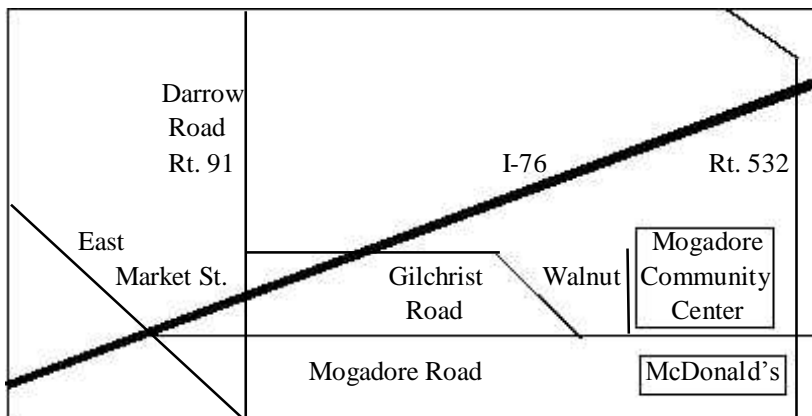 Darrow
Road
Rt. 91
I-76
Rt. 532
East
Market St.
Gilchrist
Road
Walnut
Mogadore
Community
Center
Mogadore Road
McDonald's